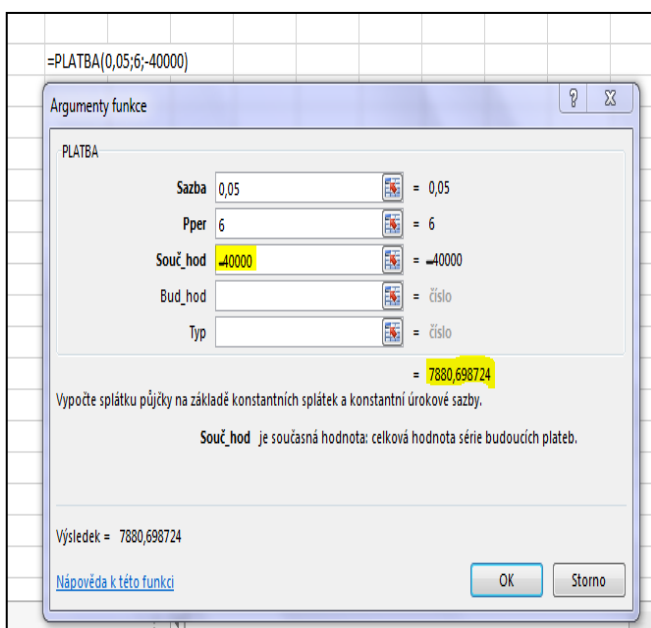 =PLATBA(0,05;6;-40000)
Argumenty funkce
PLATBA
Sazba 0,05 = 0,05
Pper 6 = 6
Souč_hod -40000 = -40000
Bud_hod = číslo
Typ = číslo
= 7880,698724
Vypočte splátku půjčky na základě konstantních splátek a konstantní úrokové sazby.
Souč_hod je současná hodnota: celková hodnota série budoucích plateb.
Výsledek = 7880,698724
Nápověda k této funkci
OK Storno